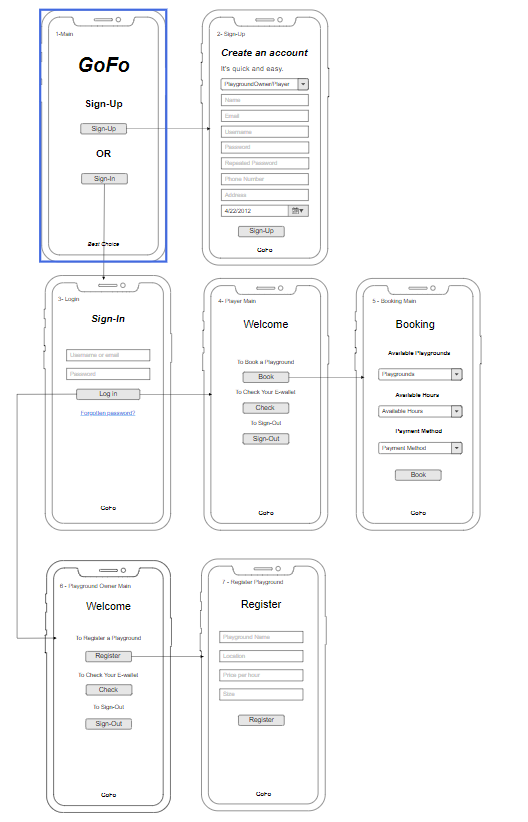 1-Main
GoFo
Sign-Up
Sign-Up
OR
Sign-In
Best Choice
2- Sign-Up
Create an account
It's quick and easy.
Playground/Owner/Player
Name
Email
Username
Password
Repeated Password
Phone Number
Address
4/22/2012
Sign-Up
GoFo
3- Login
Sign-In
Username or email
Password
Log in
Forgotten password?
GoFo
4- Player Main
Welcome
To Book a Playground
Book
To Check Your E-wallet
Check
To Sign-Out
Sign-Out
GoFo
5 - Booking Main
Booking
Available Playgrounds
Playgrounds
Available Hours
Available Hours
Payment Method
Payment Method
Book
GoFo
6 - Playground Owner Main
Welcome
To Register a Playground
Register
To Check Your E-wallet
Check
To Sign-Out
Sign-Out
GoFo
7 - Register Playground
Register
Playground Name
Location
Price per hour
Size
Register
GoFo